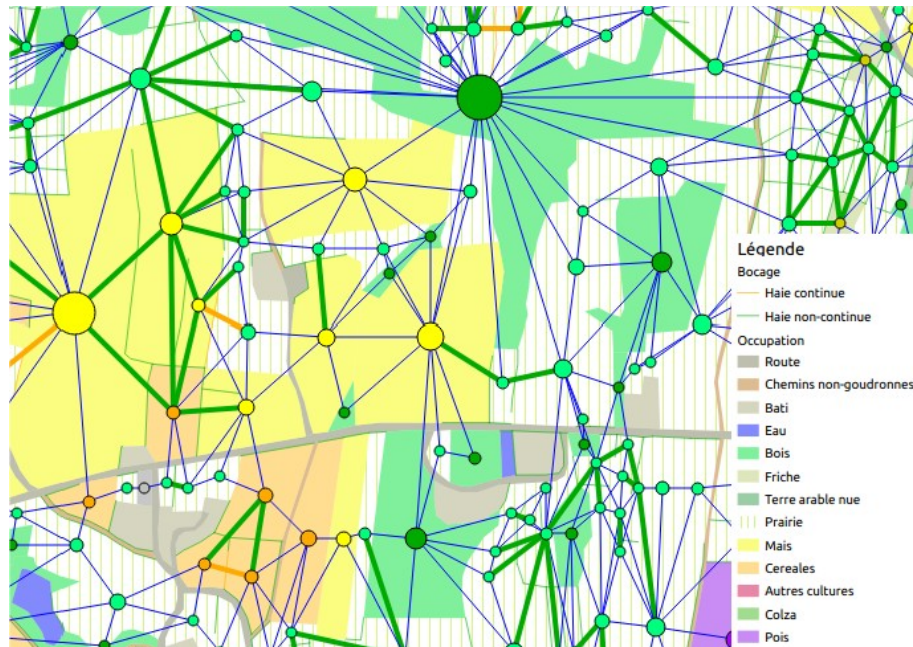 Légende
Bocage
Haie continue
Haie non-continue
Occupation
Route
Chemins non-goudronnes
Bati
Eau
Bois
Friche
Terre arable nue
Prairie
Mais
Cereales
Autres cultures
Colza
Pois